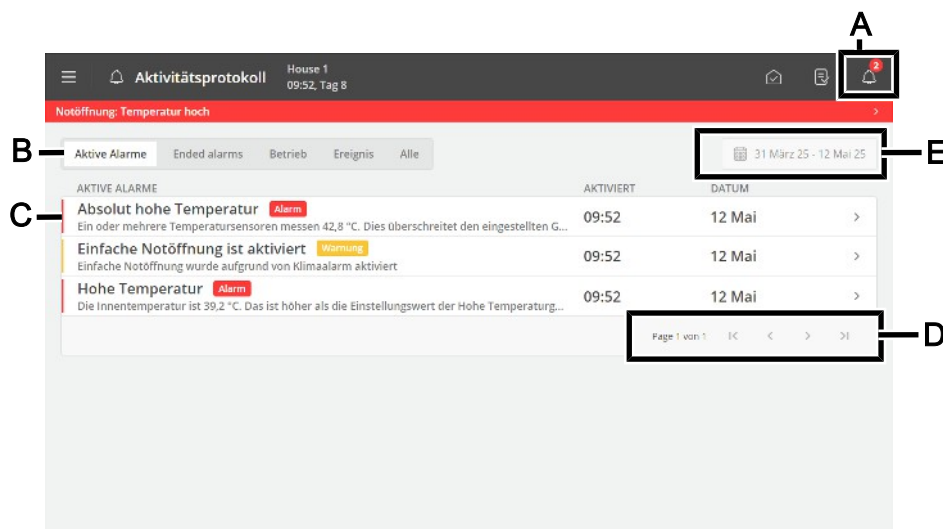 A
Aktivitätsprotokoll
House 1
09:52, Tag 8
2
Notöffnung: Temperatur hoch
B
Aktive Alarme Ended alarms Betrieb Ereignis Alle
31 März 25 - 12 Mai 25
E
AKTIVE ALARME AKTIVIERT DATUM
C
Absolut hohe Temperatur Alarm
Ein oder mehrere Temperatursensoren messen 42,8 °C. Dies überschreitet den eingestellten G...
09:52 12 Mai
Einfache Notöffnung ist aktiviert Warnung
Einfache Notöffnung wurde aufgrund von Klimaalarm aktiviert
09:52 12 Mai
Hohe Temperatur Alarm
Die Innentemperatur ist 39,2 °C. Das ist höher als die Einstellungswert der Hohe Temperaturg...
09:52 12 Mai
Page 1 von 1
D